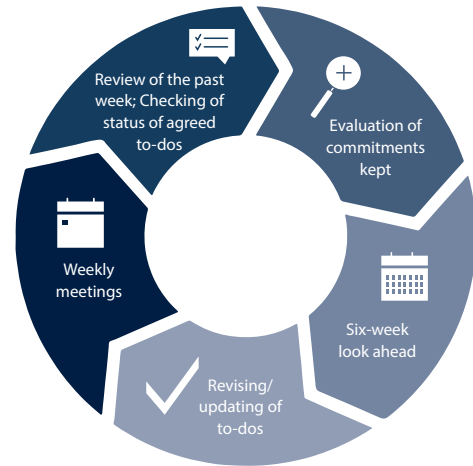 Review of the past
week; Checking of
status of agreed
to-dos
Evaluation of
commitments
kept
Six-week
look ahead
Revising/
updating of
to-dos
Weekly
meetings